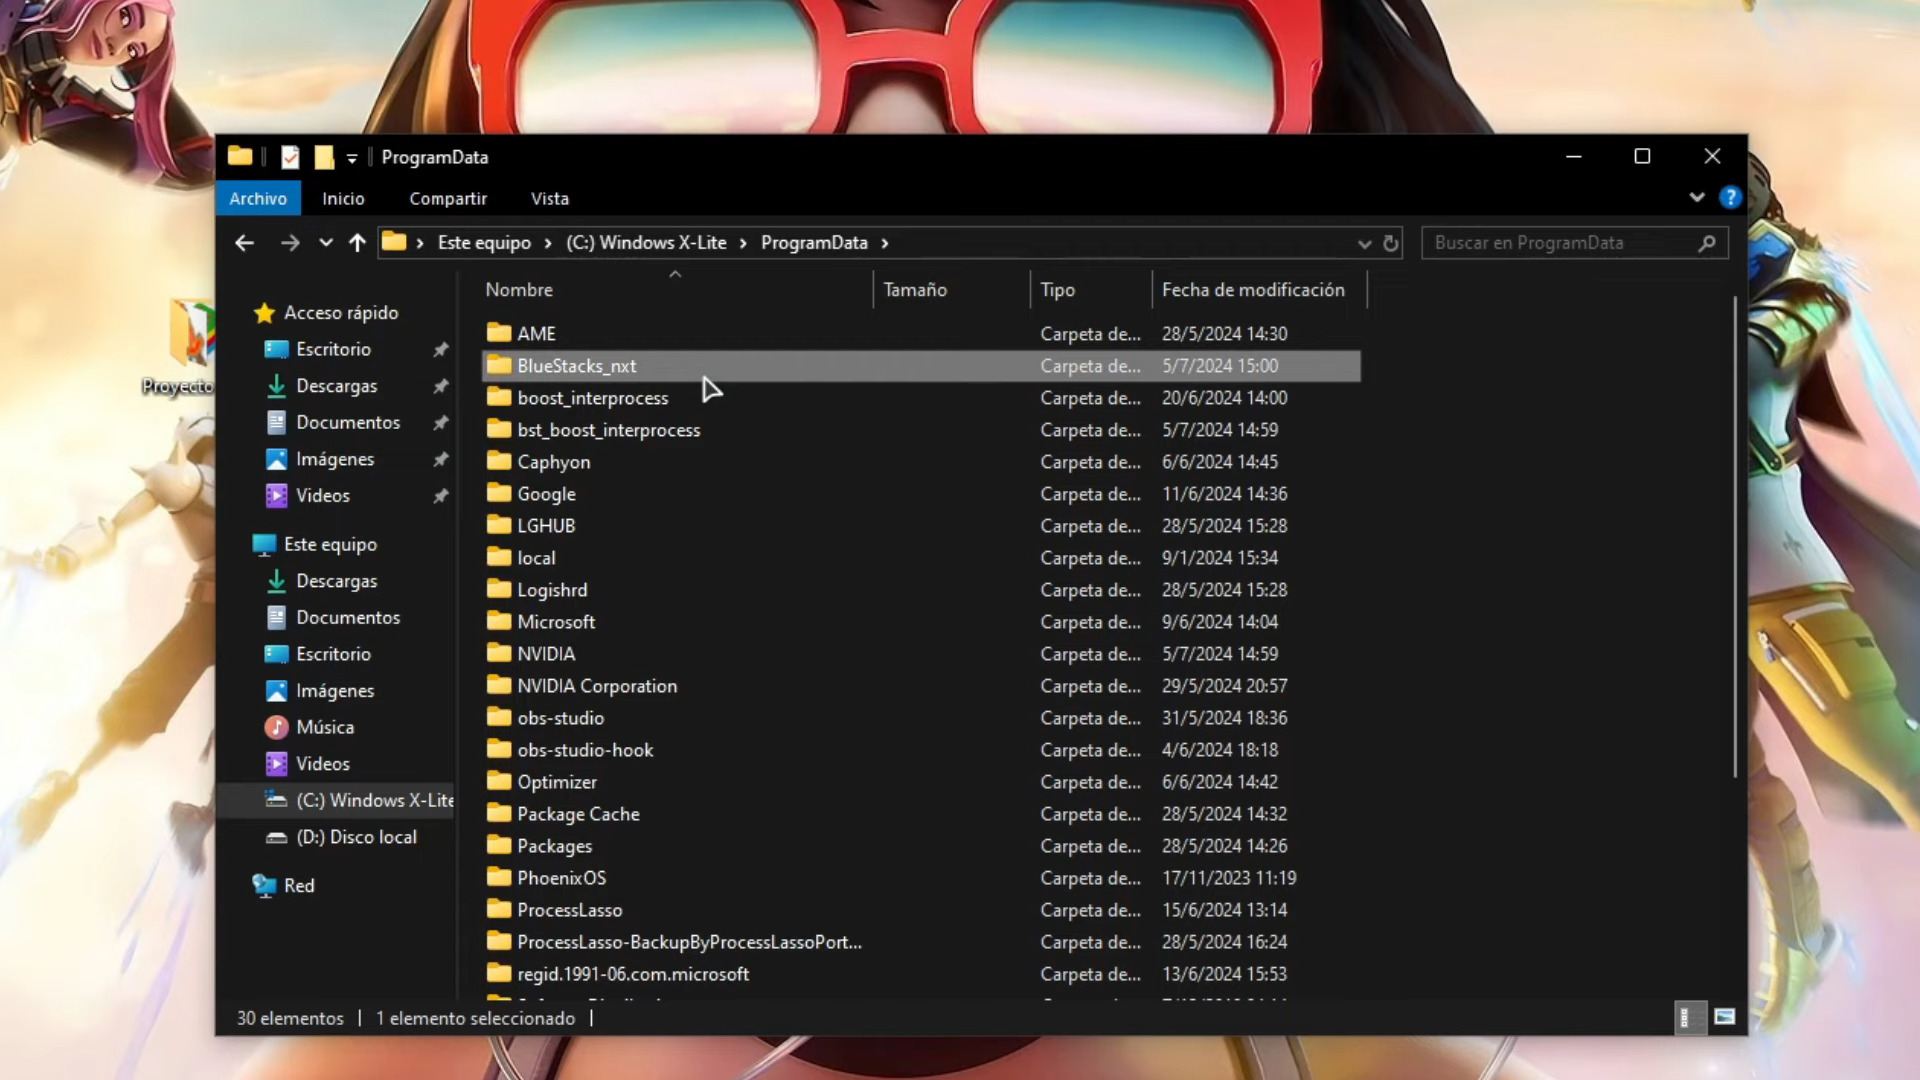 ProgramData
Archivo Inicio Compartir Vista
Este equipo (C:) Windows X-Lite ProgramData Buscar en ProgramData
Nombre Tamaño Tipo Fecha de modificación
Acceso rápido
Escritorio
Descargas
Documentos
Imágenes
Videos
Este equipo
Descargas
Documentos
Escritorio
Imágenes
Música
Videos
(C:) Windows X-Lite
(D:) Disco local
Red
AME Carpeta de... 28/5/2024 14:30
BlueStacks_nxt Carpeta de... 5/7/2024 15:00
boost_interprocess Carpeta de... 20/6/2024 14:00
bst_boost_interprocess Carpeta de... 5/7/2024 14:59
Caphyon Carpeta de... 6/6/2024 14:45
Google Carpeta de... 11/6/2024 14:36
LGHUB Carpeta de... 28/5/2024 15:28
local Carpeta de... 9/1/2024 15:34
Logishrd Carpeta de... 28/5/2024 15:28
Microsoft Carpeta de... 9/6/2024 14:04
NVIDIA Carpeta de... 5/7/2024 14:59
NVIDIA Corporation Carpeta de... 29/5/2024 20:57
obs-studio Carpeta de... 31/5/2024 18:36
obs-studio-hook Carpeta de... 4/6/2024 18:18
Optimizer Carpeta de... 6/6/2024 14:42
Package Cache Carpeta de... 28/5/2024 14:32
Packages Carpeta de... 28/5/2024 14:26
PhoenixOS Carpeta de... 17/11/2023 11:19
ProcessLasso Carpeta de... 15/6/2024 13:14
ProcessLasso-BackupByProcessLassoPort... Carpeta de... 28/5/2024 16:24
regid.1991-06.com.microsoft Carpeta de... 13/6/2024 15:53
30 elementos 1 elemento seleccionado
Proyecto